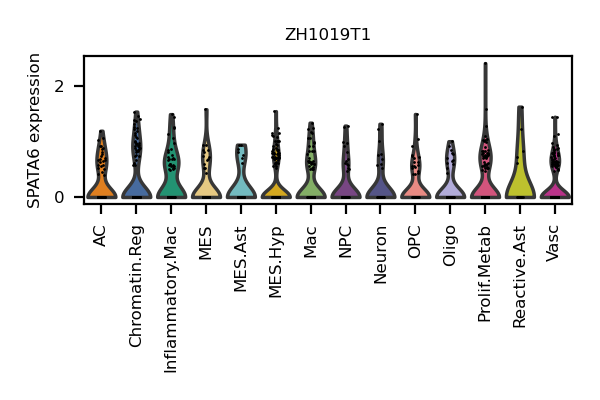 ZH1019T1
SPATA6 expression
2
0
AC
Chromatin.Reg
Inflammatory.Mac
MES
MES.Ast
MES.Hyp
Mac
NPC
Neuron
OPC
Oligo
Prolif.Metab
Reactive.Ast
Vasc